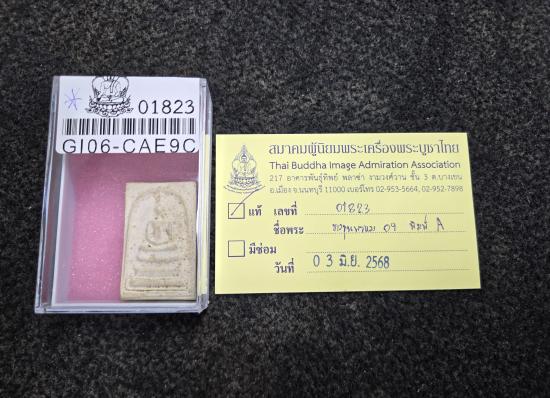 01823
GI06-CAE9C
สมาคมผู้นิยมพระเครื่องพระบูชาไทย
Thai Buddha Image Admiration Association
217 อาคารพันธุ์ทิพย์ พลาซ่า งามวงศ์วาน ชั้น 3 ต.บางเขน
อ.เมือง จ.นนทบุรี 11000 เบอร์โทร 02-953-5664, 02-952-7898
แท้ เลขที่ 01823
ชื่อพระ 09 พิมพ์ A
มีซ่อม
วันที่ 0 3 มิ.ย. 2568